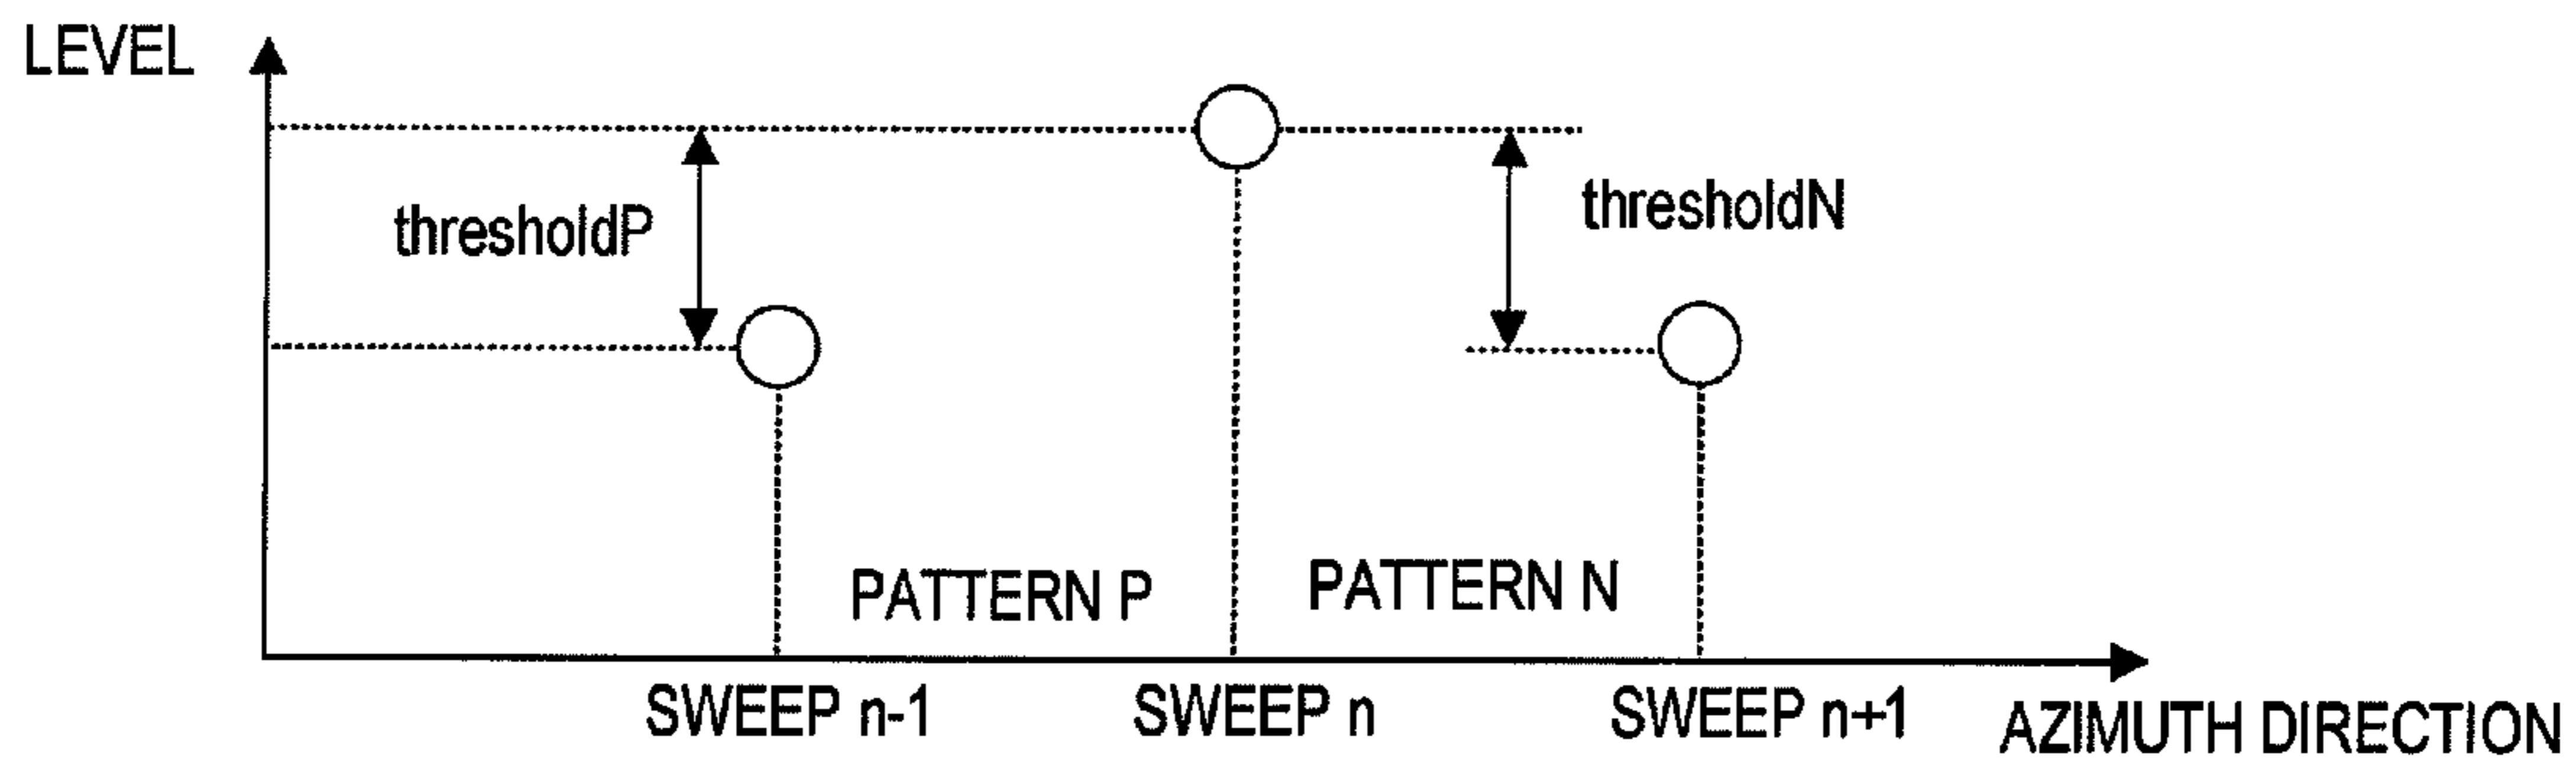 LEVEL
thresholdP
thresholdN
PATTERN P
PATTERN N
SWEEP n-1
SWEEP n
SWEEP n+1
AZIMUTH DIRECTION